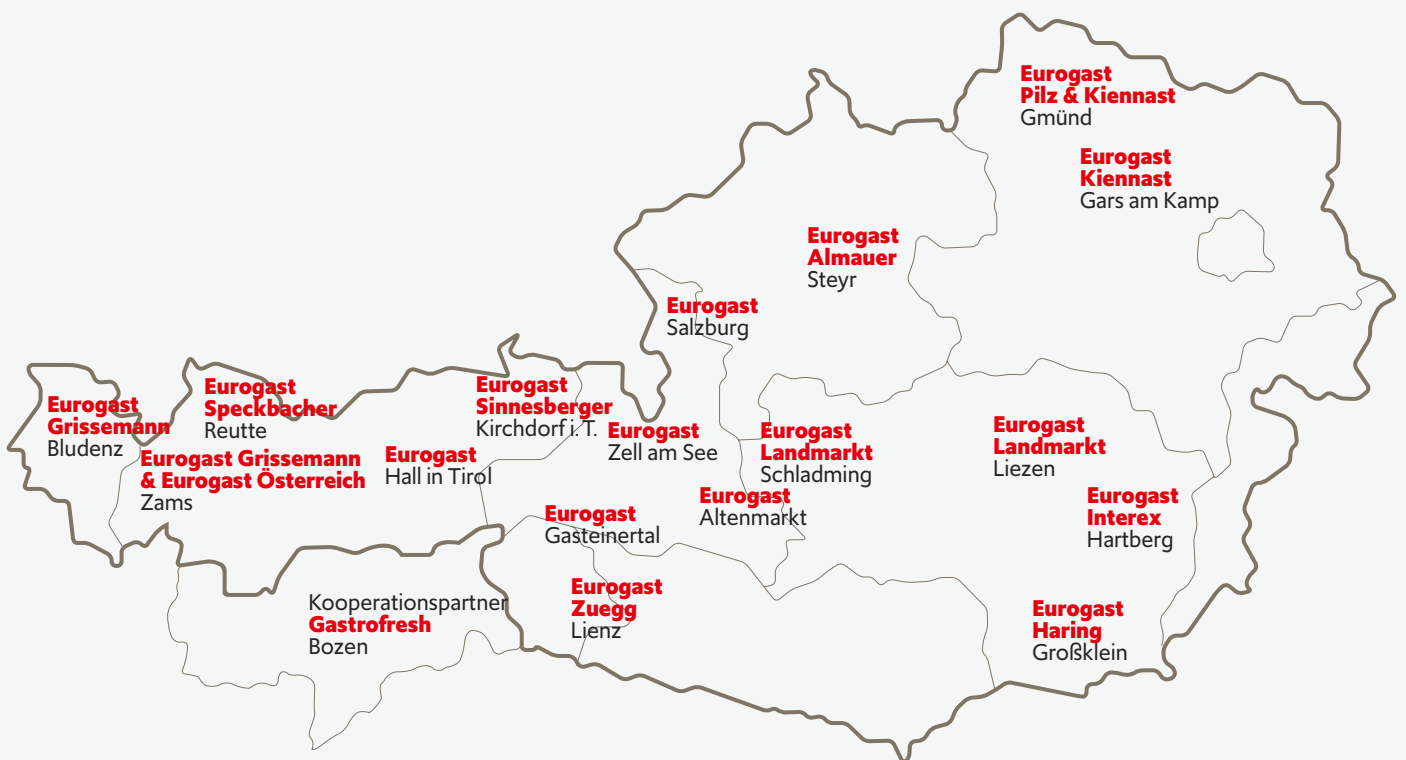 Eurogast
Pilz & Kiennast
Gmünd
Eurogast
Kiennast
Gars am Kamp
Eurogast
Almauer
Steyr
Eurogast
Salzburg
Eurogast
Grissemann
Bludenz
Eurogast
Speckbacher
Reutte
Eurogast Grissemann
& Eurogast Österreich
Zams
Eurogast
Hall in Tirol
Eurogast
Sinnesberger
Kirchdorf i. T.
Eurogast
Zell am See
Eurogast
Landmarkt
Schladming
Eurogast
Landmarkt
Liezen
Eurogast
Altenmarkt
Eurogast
Interex
Hartberg
Eurogast
Gasteinertal
Eurogast
Zuegg
Lienz
Kooperationspartner
Gastrofresh
Bozen
Eurogast
Haring
Großklein